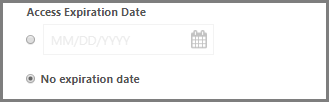 Access Expiration Date
MM/DD/YYYY
No expiration date